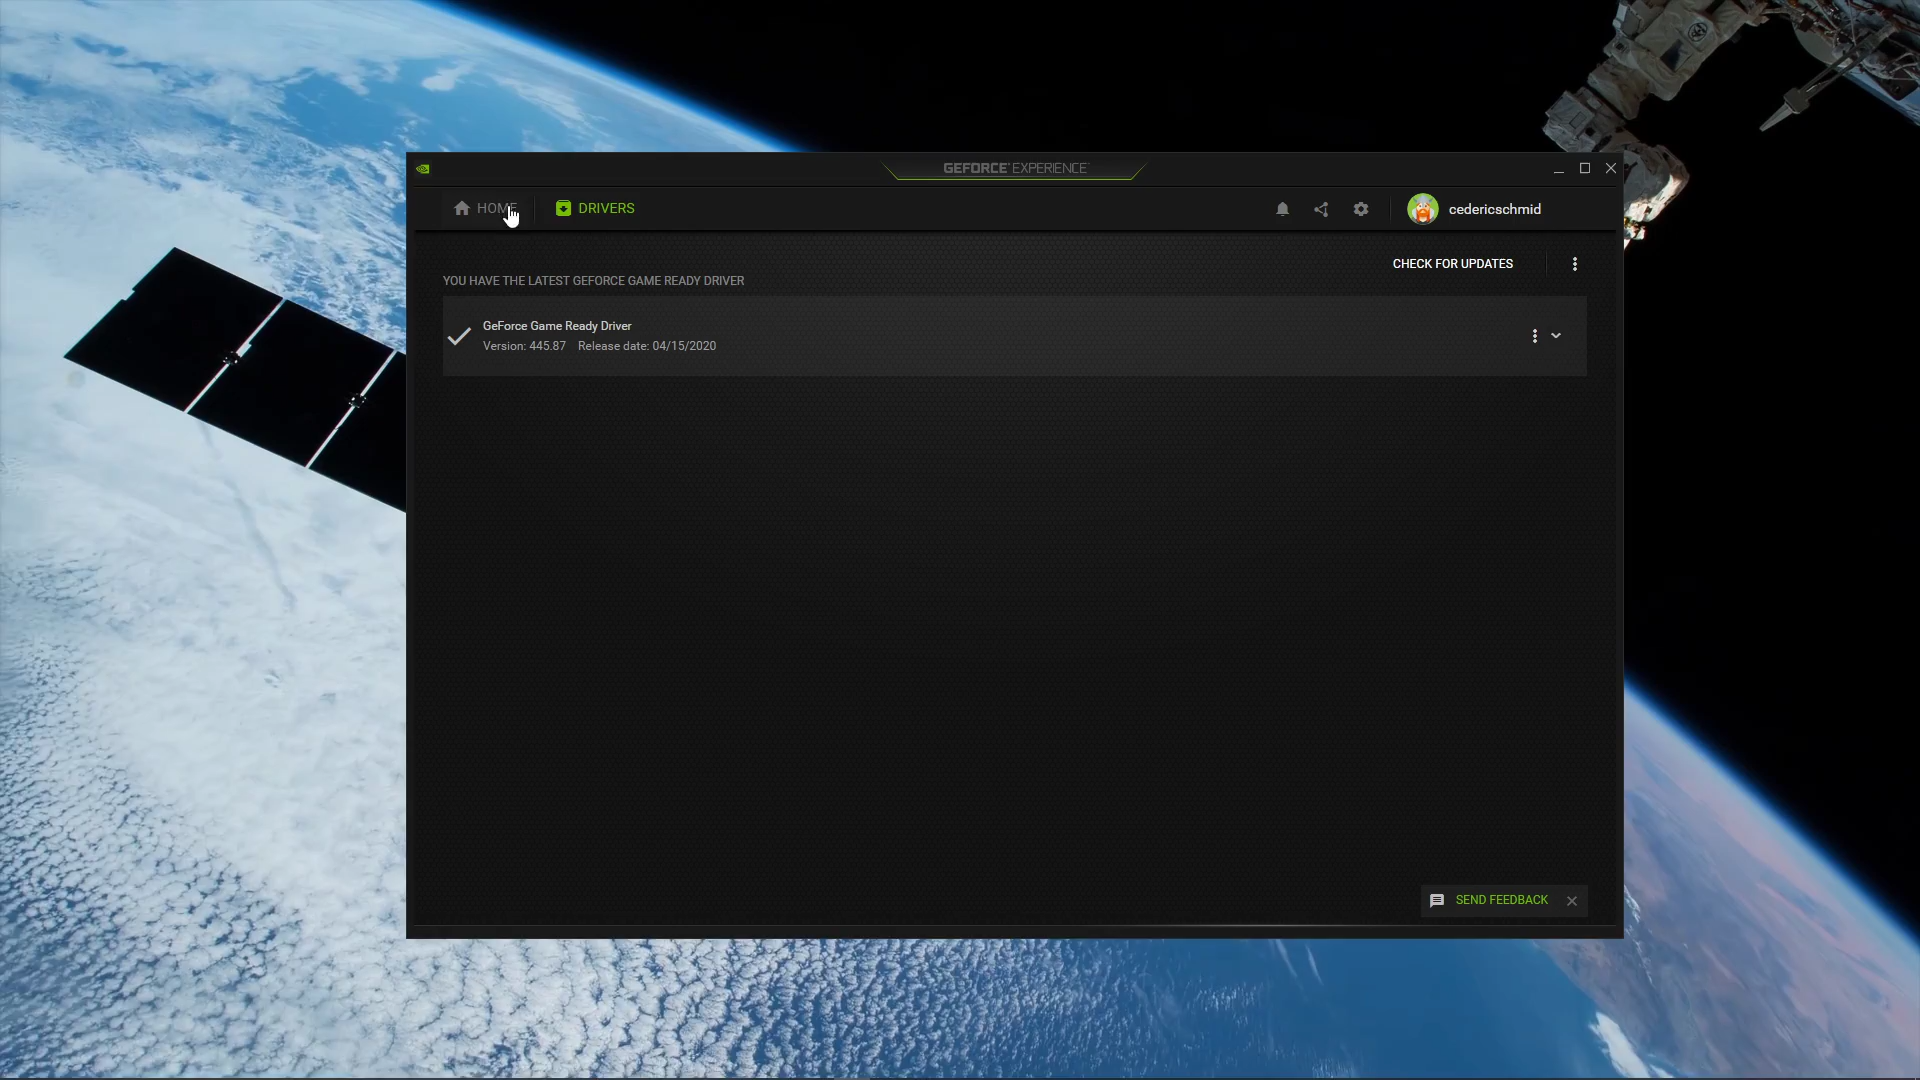 GEFORCE EXPERIENCE
HOME
DRIVERS
cedericschmid
CHECK FOR UPDATES
YOU HAVE THE LATEST GEFORCE GAME READY DRIVER
GeForce Game Ready Driver
Version: 445.87 Release date: 04/15/2020
SEND FEEDBACK